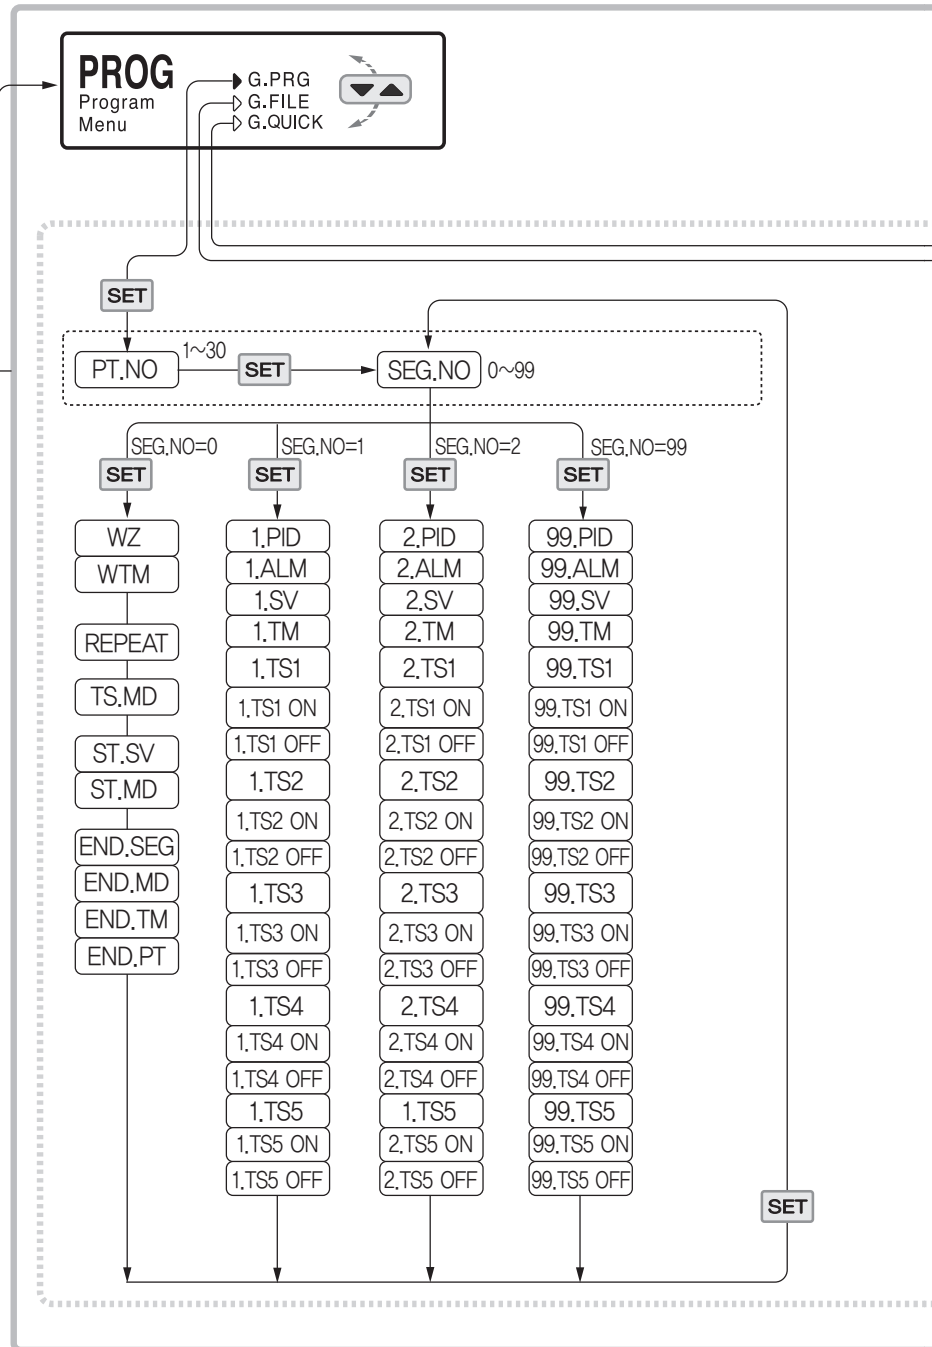 PROG
Program
Menu
G.PRG
G.FILE
G.QUICK
SET
PT.NO
1~30
SET
SEG.NO
0~99
SEG.NO=0
SET
SEG.NO=1
SET
SEG.NO=2
SET
SEG.NO=99
SET
WZ
WTM
REPEAT
TS.MD
ST.SV
ST.MD
END.SEG
END.MD
END.TM
END.PT
1.PID
1.ALM
1.SV
1.TM
1.TS1
1.TS1 ON
1.TS1 OFF
1.TS2
1.TS2 ON
1.TS2 OFF
1.TS3
1.TS3 ON
1.TS3 OFF
1.TS4
1.TS4 ON
1.TS4 OFF
1.TS5
1.TS5 ON
1.TS5 OFF
2.PID
2.ALM
2.SV
2.TM
2.TS1
2.TS1 ON
2.TS1 OFF
2.TS2
2.TS2 ON
2.TS2 OFF
2.TS3
2.TS3 ON
2.TS3 OFF
2.TS4
2.TS4 ON
2.TS4 OFF
1.TS5
2.TS5 ON
2.TS5 OFF
99.PID
99.ALM
99.SV
99.TM
99.TS1
99.TS1 ON
99.TS1 OFF
99.TS2
99.TS2 ON
99.TS2 OFF
99.TS3
99.TS3 ON
99.TS3 OFF
99.TS4
99.TS4 ON
99.TS4 OFF
99.TS5
99.TS5 ON
99.TS5 OFF
SET